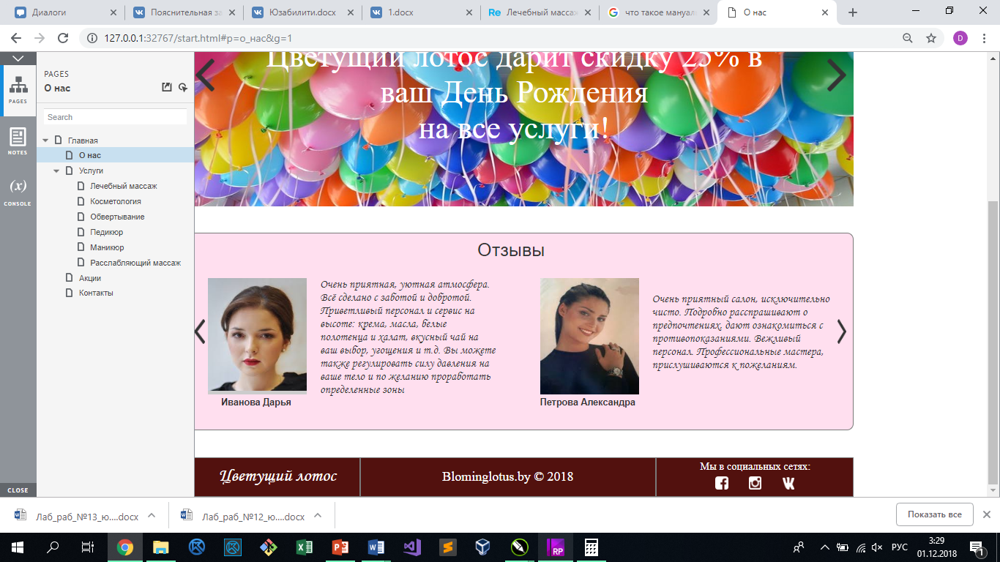 Диалоги
Пояснительная за
Юзабилити.docx
1.docx
Re Лечебный массаж
что такое мануал
О нас
127.0.0.1:32767/start.html#p=о_нас&g=1
D
PAGES
О нас
PAGES
Search
NOTES
(x)
CONSOLE
Главная
О нас
Услуги
Лечебный массаж
Косметология
Обвертывание
Педикюр
Маникюр
Расслабляющий массаж
Акции
Контакты
CLOSE
Цветущий лотос дарит скидку 25% в
ваш День Рождения
на все услуги!
Отзывы
Очень приятная, уютная атмосфера.
Всё сделано с заботой и добротой.
Приветливый персонал и сервис на
высоте: крема, масла, белые
полотенца и халат, вкусный чай на
ваш выбор, угощения и т.д. Вы можете
также регулировать силу давления на
ваше тело и по желанию проработать
определенные зоны
Иванова Дарья
Очень приятный салон, исключительно
чисто. Подробно расспрашивают о
предпочтениях, дают ознакомиться с
противопоказаниями. Вежливый
персонал. Профессиональные мастера,
прислушиваются к пожеланиям.
Петрова Александра
Цветущий лотос
Blominglotus.by © 2018
Мы в социальных сетях:
Лаб_раб_№13_ю....docx
Лаб_раб_№12_ю....docx
Показать все
RP
РУС
3:29
01.12.2018
1